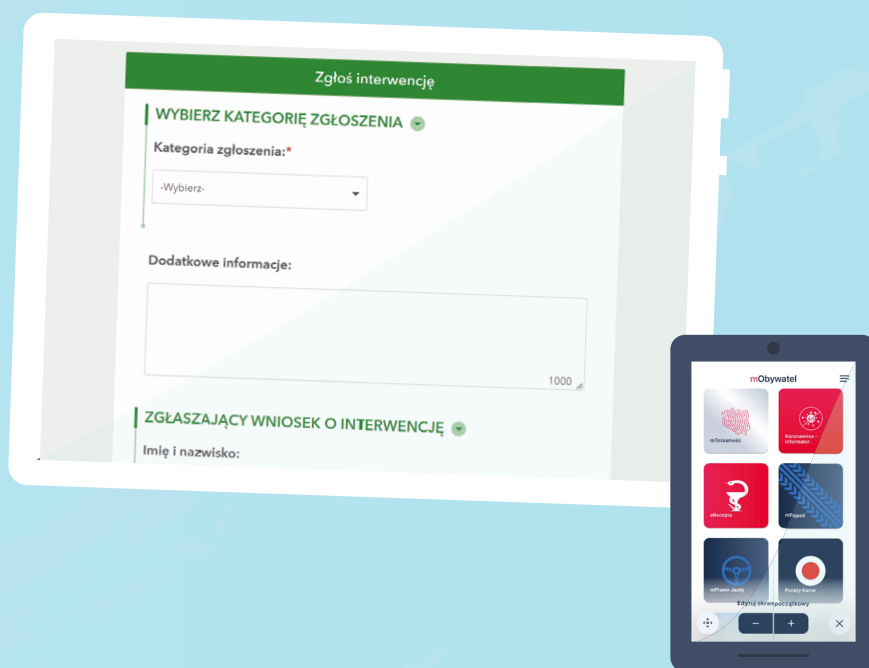 Zgłoś interwencję
WYBIERZ KATEGORIĘ ZGŁOSZENIA
Kategoria zgłoszenia:*
-Wybierz-
Dodatkowe informacje:
1000
ZGŁASZAJĄCY WNIOSEK O INTERWENCJĘ
Imię i nazwisko:
mObywatel
mTożsamość
Koronawirus -
informator
eRecepta
mPojazd
mPrawo Jazdy
Punkty Karne
Edytuj ekran początkowy